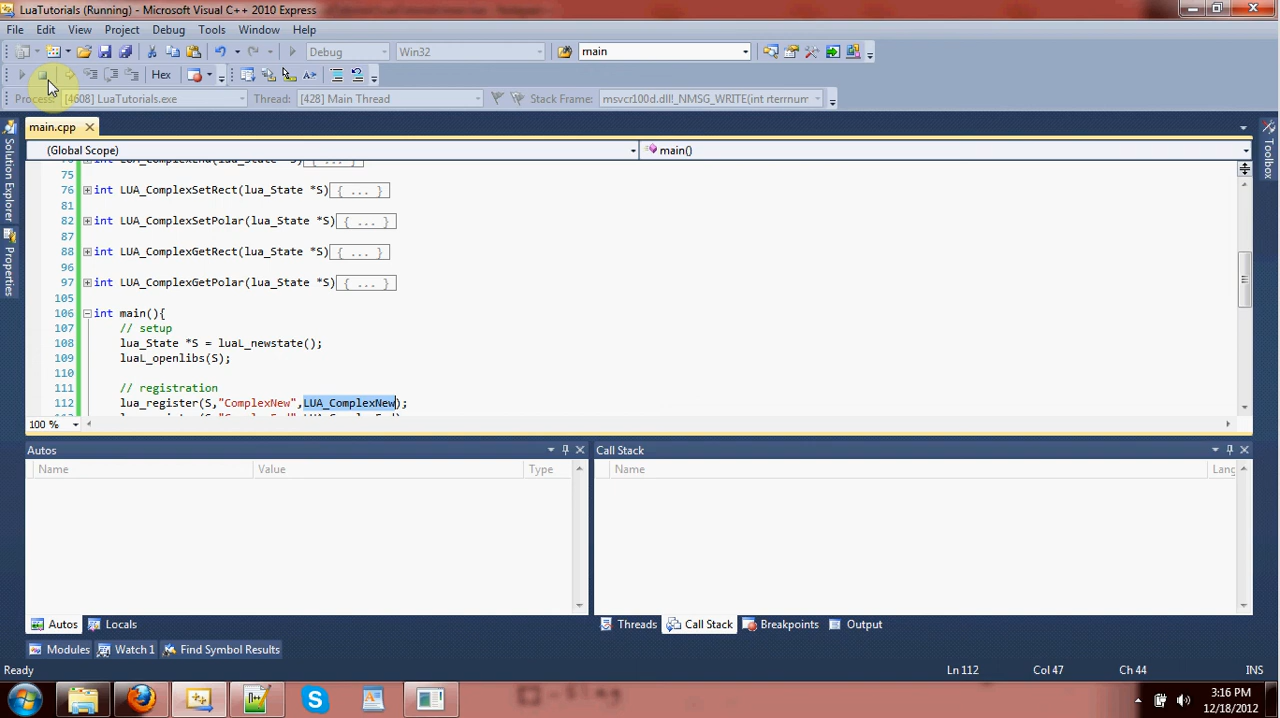 LuaTutorials (Running) - Microsoft Visual C++ 2010 Express
File Edit View Project Debug Tools Window Help
Debug Win32 main
Hex
Process: [4608] LuaTutorials.exe Thread: [428] Main Thread Stack Frame: msvcr100d.dll!_NMSG_WRITE(int rterrnum
main.cpp
(Global Scope) main()
75
76 int LUA_ComplexSetRect(lua_State *S){ ... }
81
82 int LUA_ComplexSetPolar(lua_State *S){ ... }
87
88 int LUA_ComplexGetRect(lua_State *S){ ... }
96
97 int LUA_ComplexGetPolar(lua_State *S){ ... }
105
106 int main(){
107 // setup
108 lua_State *S = luaL_newstate();
109 luaL_openlibs(S);
110
111 // registration
112 lua_register(S,"ComplexNew",LUA_ComplexNew);
100 %
Autos Call Stack
Name Value Type Name Lang
Autos Locals Threads Call Stack Breakpoints Output
Modules Watch 1 Find Symbol Results
Ready Ln 112 Col 47 Ch 44 INS
3:16 PM
12/18/2012
Solution Explorer
Properties
Toolbox